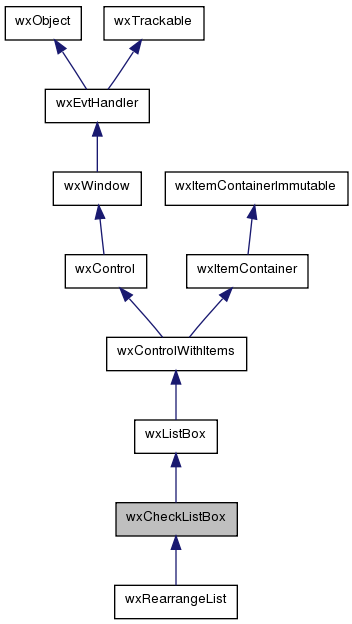 wxObject
wxTrackable
wxEvtHandler
wxWindow
wxItemContainerImmutable
wxControl
wxItemContainer
wxControlWithItems
wxListBox
wxCheckListBox
wxRearrangeList